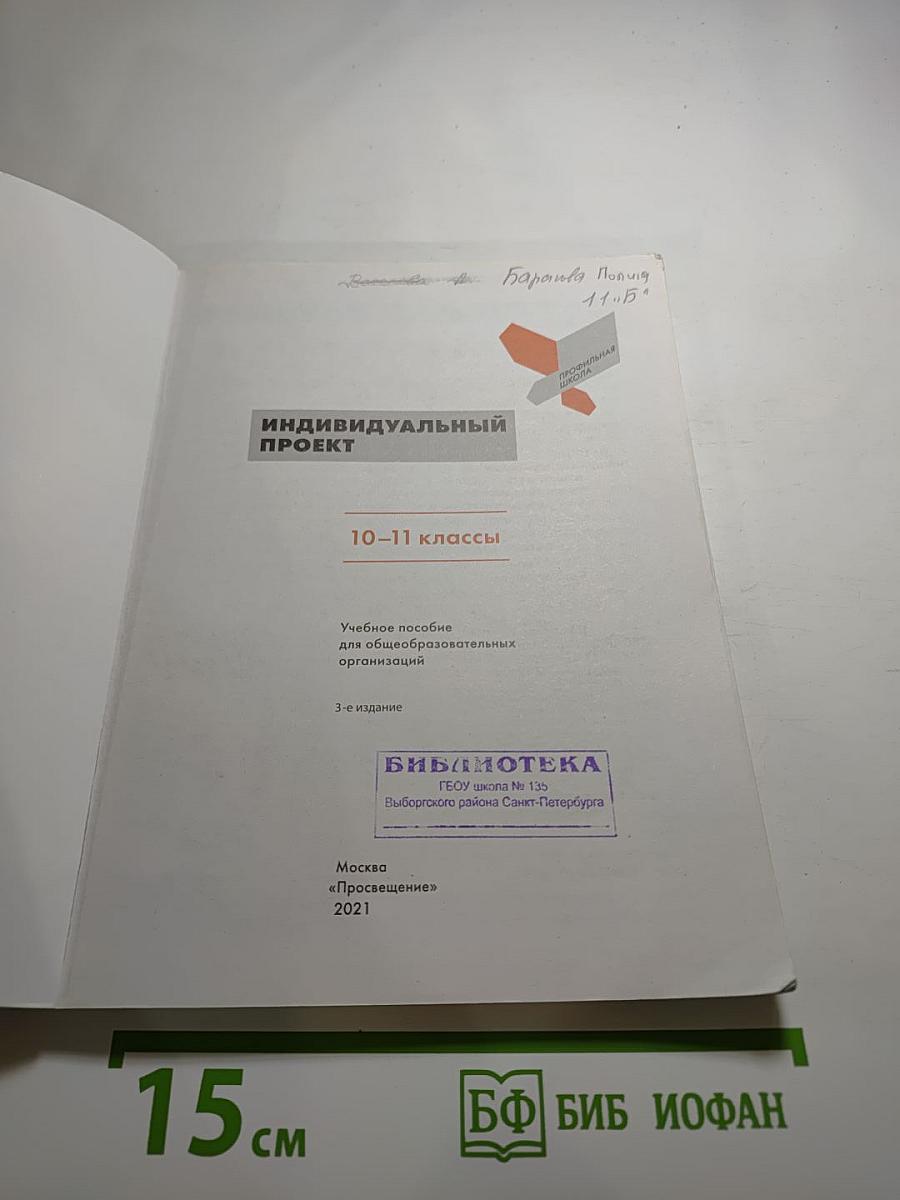 Баранова Полина
11 „Б"
ПРОФИЛЬНАЯ
ШКОЛА
ИНДИВИДУАЛЬНЫЙ
ПРОЕКТ
10–11 классы
Учебное пособие
для общеобразовательных
организаций
3-е издание
БИБЛИОТЕКА
ГБОУ школа № 135
Выборгского района Санкт-Петербурга
Москва
«Просвещение»
2021
15 см
БФ БИБ ИОФАН